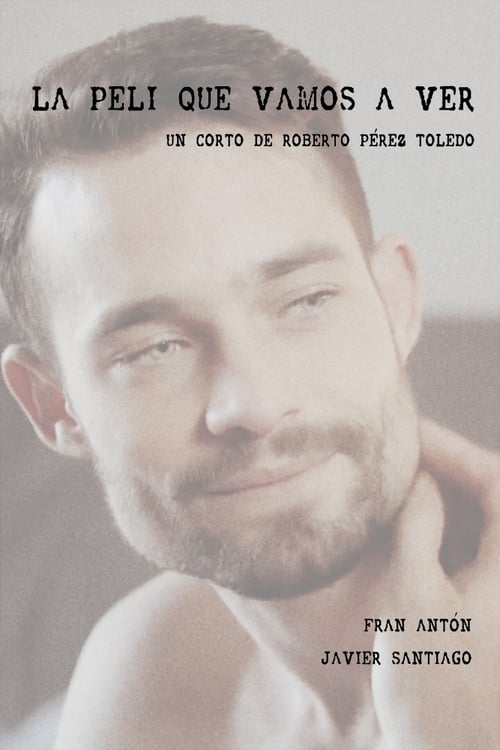 LA PELI QUE VAMOS A VER
UN CORTO DE ROBERTO PÉREZ TOLEDO
FRAN ANTÓN
JAVIER SANTIAGO